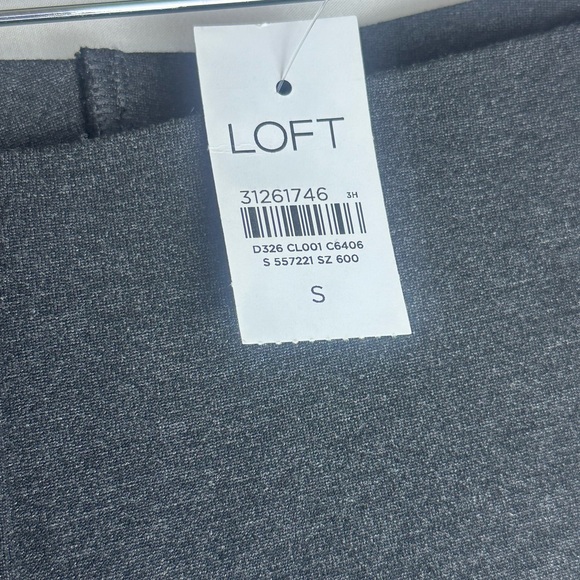 LOFT
31261746 3H
D326 CL001 C6406
S 557221 SZ 600
S